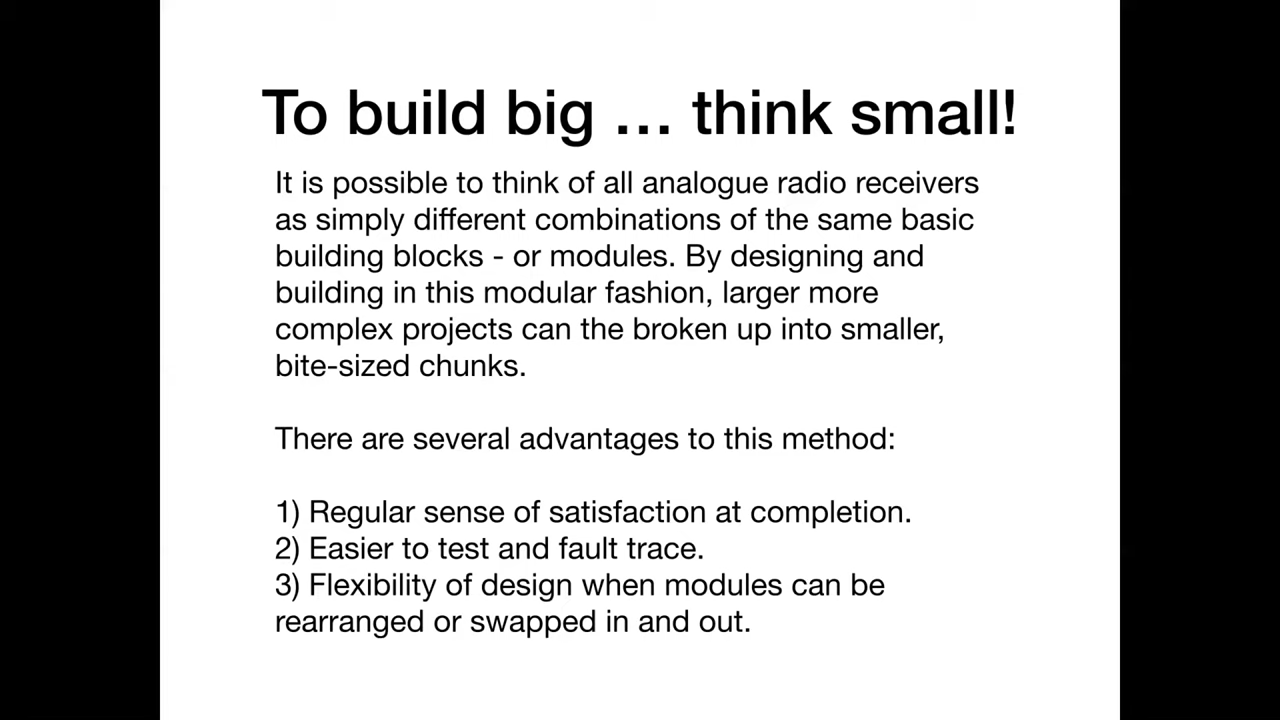 To build big … think small!
It is possible to think of all analogue radio receivers
as simply different combinations of the same basic
building blocks - or modules. By designing and
building in this modular fashion, larger more
complex projects can the broken up into smaller,
bite-sized chunks.
There are several advantages to this method:
1) Regular sense of satisfaction at completion.
2) Easier to test and fault trace.
3) Flexibility of design when modules can be
rearranged or swapped in and out.